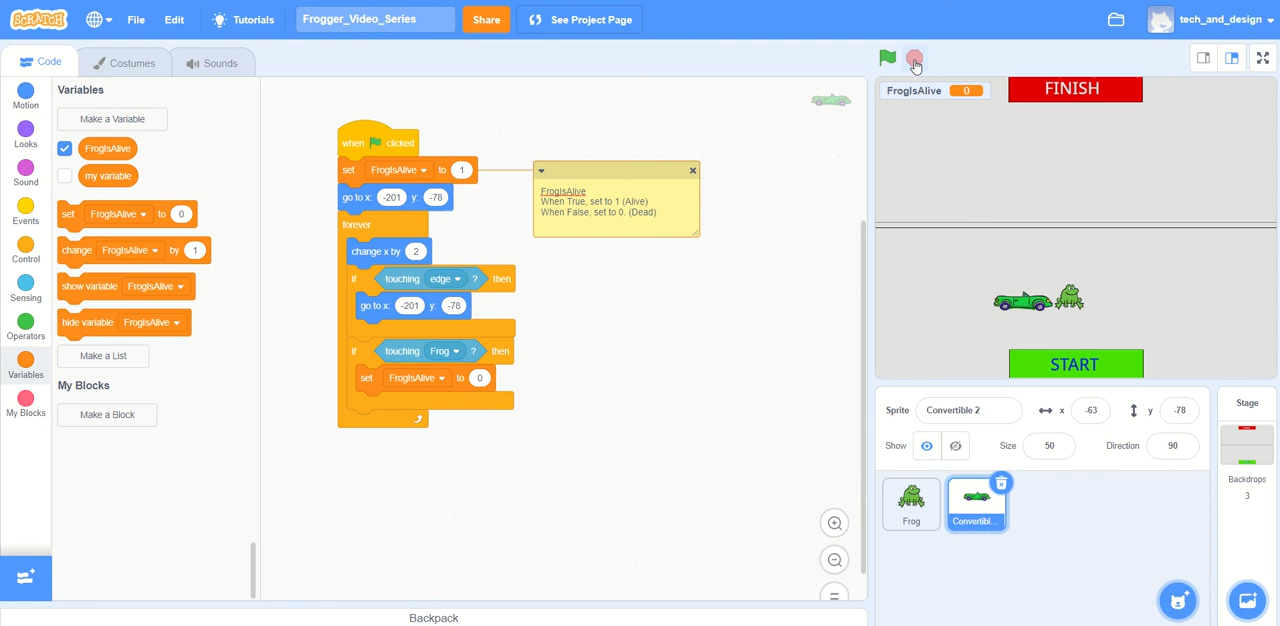 SCRATCH File Edit Tutorials Frogger_Video_Series Share See Project Page tech_and_design
Code Costumes Sounds
Motion
Looks
Sound
Events
Control
Sensing
Operators
Variables
My Blocks
Variables
Make a Variable
FrogIsAlive
my variable
set FrogIsAlive to 0
change FrogIsAlive by 1
show variable FrogIsAlive
hide variable FrogIsAlive
Make a List
My Blocks
Make a Block
when clicked
set FrogIsAlive to 1
go to x: -201 y: -78
forever
change x by 2
if touching edge ? then
go to x: -201 y: -78
if touching Frog ? then
set FrogIsAlive to 0
FrogIsAlive
When True, set to 1 (Alive)
When False, set to 0. (Dead)
Backpack
FrogIsAlive 0
FINISH
START
Sprite Convertible 2 x -63 y -78
Show Size 50 Direction 90
Frog
Convertibl...
Stage
Backdrops
3